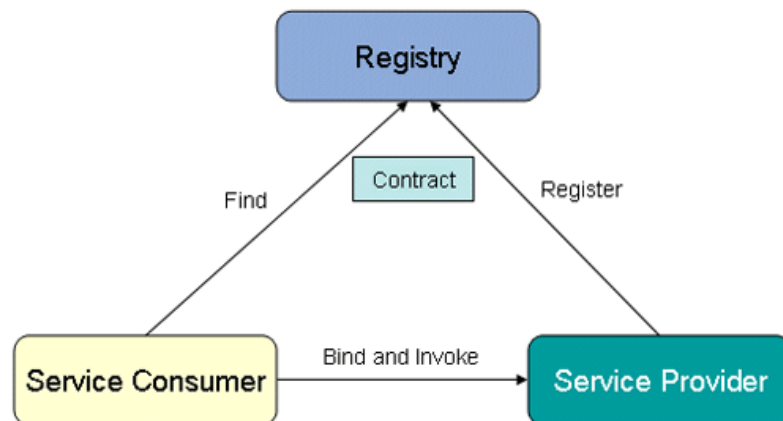 Registry
Contract
Find
Register
Bind and Invoke
Service Consumer
Service Provider